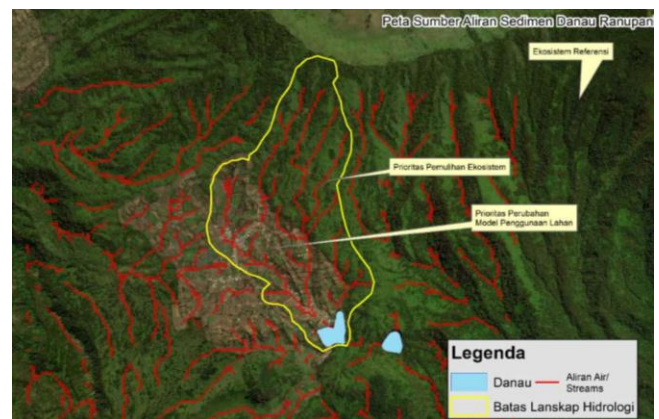 Peta Sumber Aliran Sedimen Danau Ranupani
Ekosistem Referensi
Prioritas Pemulihan Ekosistem
Prioritas Perubahan
Model Penggunaan Lahan
Legenda
Danau
Aliran Air/
Streams
Batas Lanskap Hidrologi